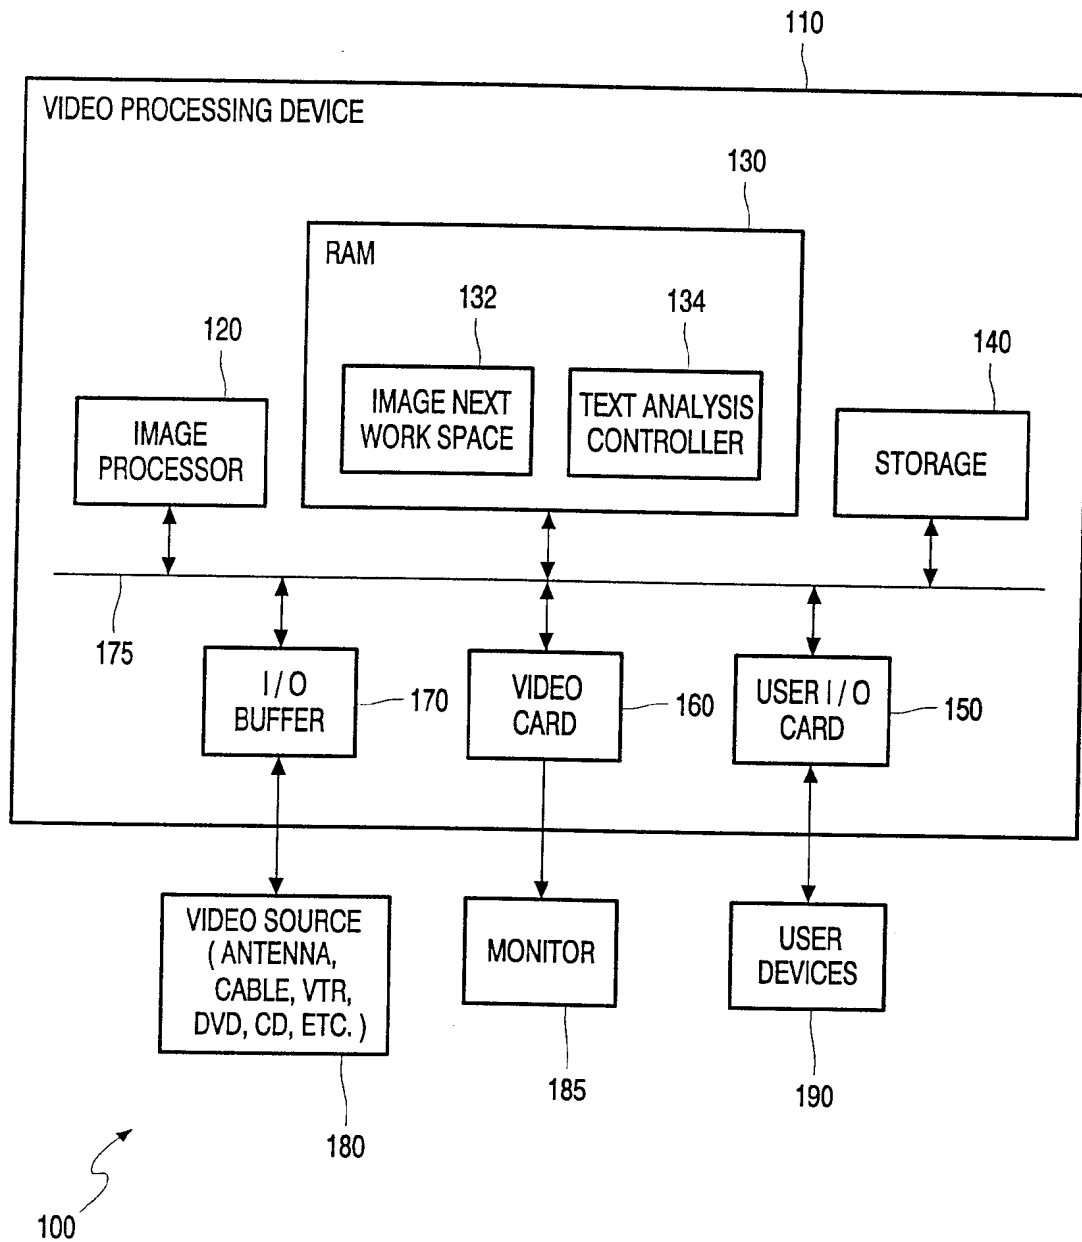 110
VIDEO PROCESSING DEVICE
130
RAM
132
134
120
140
IMAGE NEXT
WORK SPACE
TEXT ANALYSIS
CONTROLLER
IMAGE
PROCESSOR
STORAGE
175
I / O
BUFFER
170
VIDEO
CARD
160
USER I / O
CARD
150
VIDEO SOURCE
( ANTENNA,
CABLE, VTR,
DVD, CD, ETC. )
MONITOR
USER
DEVICES
185
190
180
100